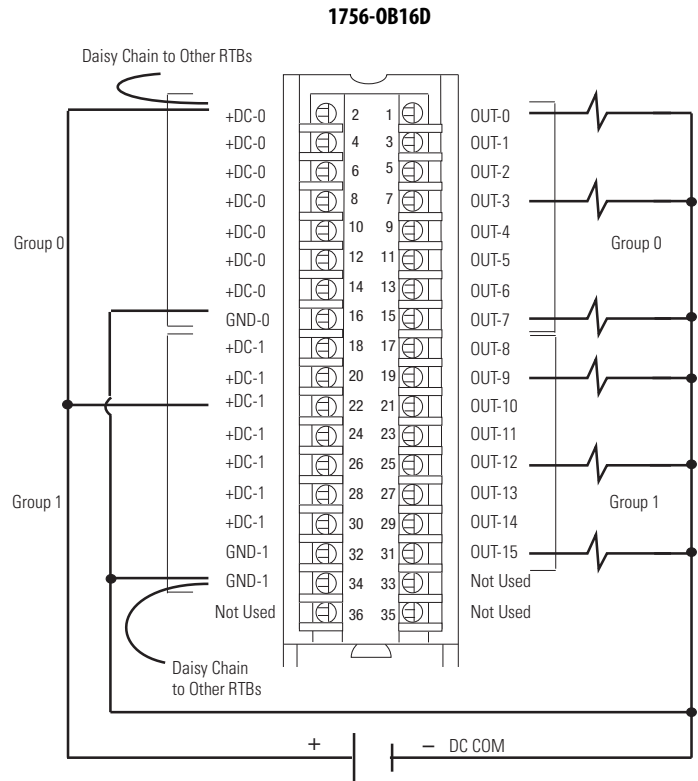 1756-OB16D
Daisy Chain to Other RTBs
+DC-0 2 1 OUT-0
+DC-0 4 3 OUT-1
+DC-0 6 5 OUT-2
+DC-0 8 7 OUT-3
Group 0 +DC-0 10 9 OUT-4 Group 0
+DC-0 12 11 OUT-5
+DC-0 14 13 OUT-6
GND-0 16 15 OUT-7
+DC-1 18 17 OUT-8
+DC-1 20 19 OUT-9
+DC-1 22 21 OUT-10
+DC-1 24 23 OUT-11
+DC-1 26 25 OUT-12
Group 1 +DC-1 28 27 OUT-13 Group 1
+DC-1 30 29 OUT-14
GND-1 32 31 OUT-15
GND-1 34 33 Not Used
Not Used 36 35 Not Used
Daisy Chain
to Other RTBs
+ – DC COM